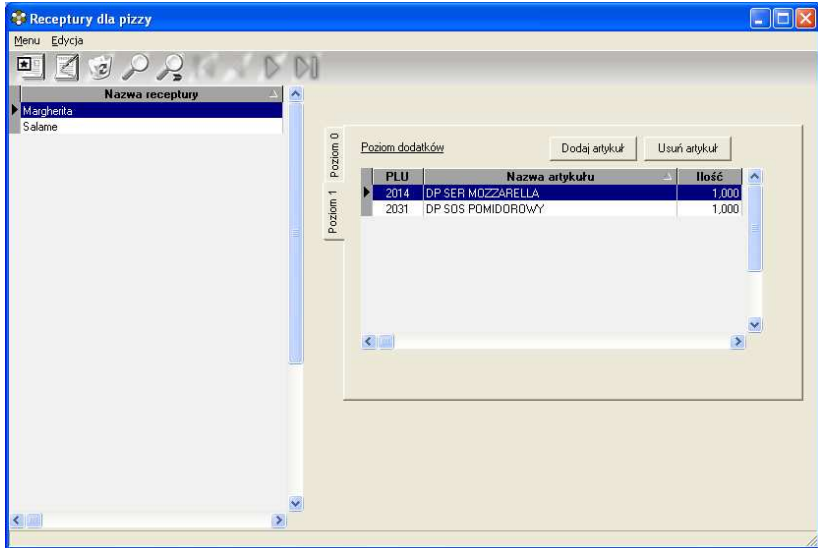 Receptury dla pizzy
Menu Edycja
Nazwa receptury
Margherita
Salame
Poziom 0
Poziom 1
Poziom dodatków
Dodaj artykuł
Usuń artykuł
PLU Nazwa artykułu Ilość
2014 DP SER MOZZARELLA 1,000
2031 DP SOS POMIDOROWY 1,000